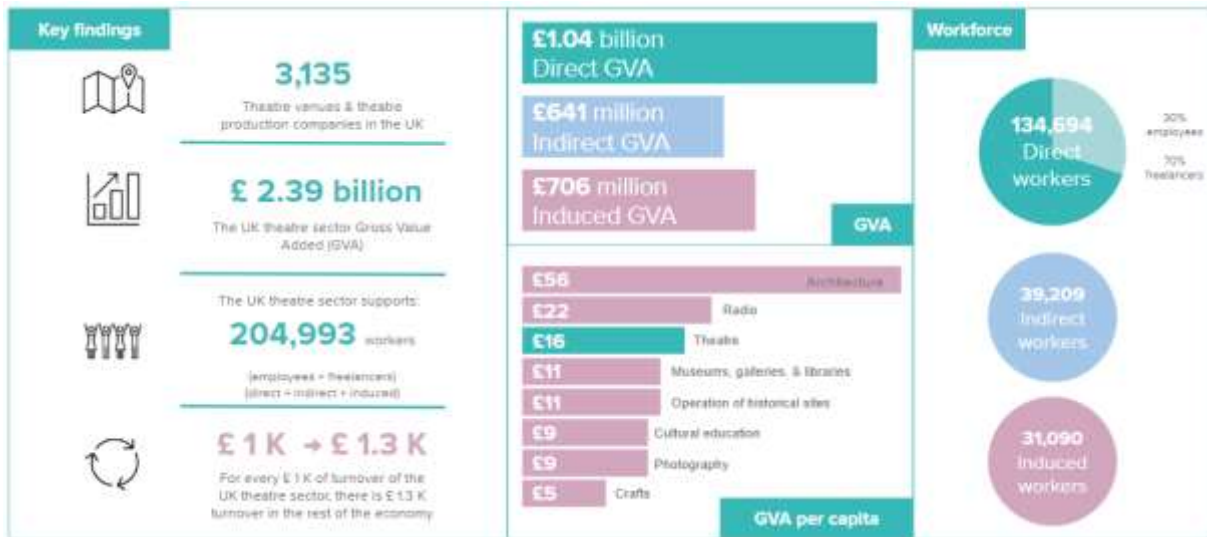 Key findings
3,135
Theatre venues & theatre
production companies in the UK
£ 2.39 billion
The UK theatre sector Gross Value
Added (GVA)
The UK theatre sector supports:
204,993 workers
(employees + freelancers)
(direct + indirect + induced)
£ 1 K → £ 1.3 K
For every £ 1 K of turnover of the
UK theatre sector, there is £ 1.3 K
turnover in the rest of the economy
£1.04 billion
Direct GVA
£641 million
Indirect GVA
£706 million
Induced GVA
GVA
£56 Architecture
£22 Radio
£16 Theatre
£11 Museums, galleries, & libraries
£11 Operation of historical sites
£9 Cultural education
£9 Photography
£5 Crafts
GVA per capita
Workforce
134,694
Direct
workers
30%
employees
70%
freelancers
39,209
Indirect
workers
31,090
Induced
workers